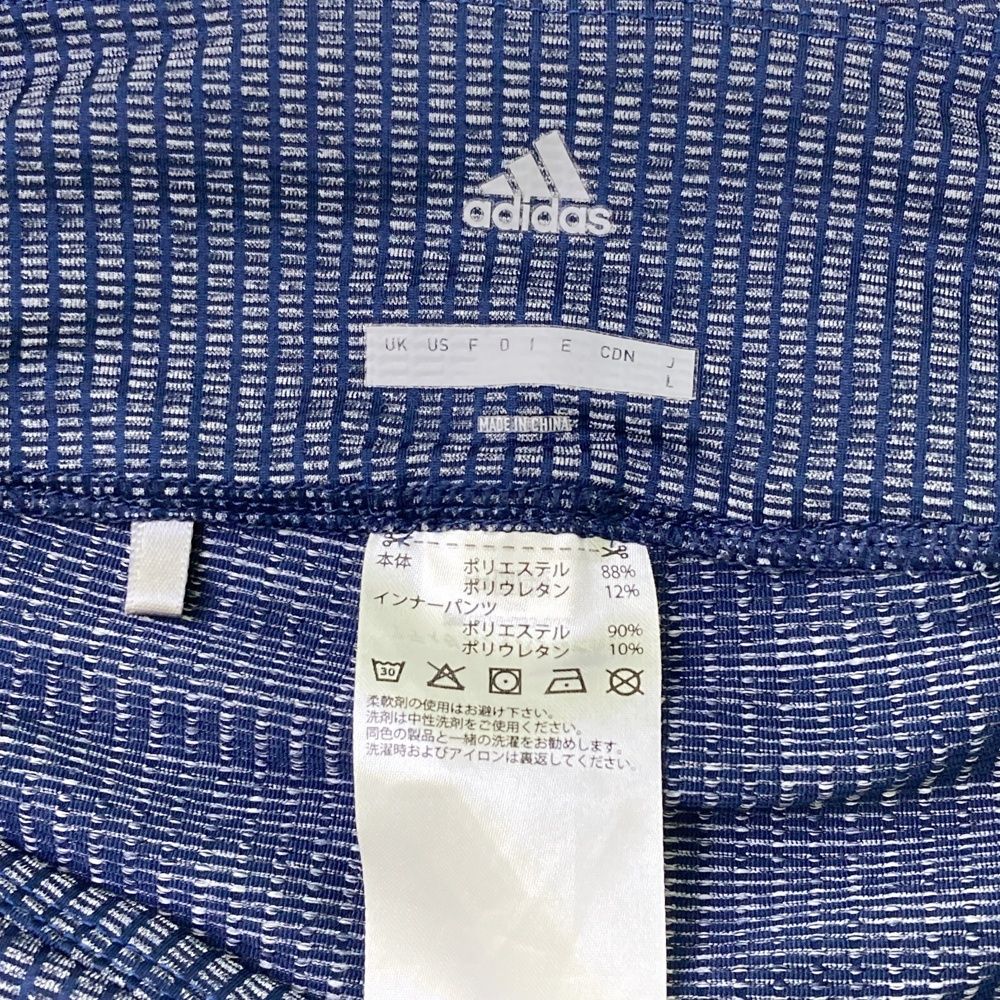 adidas
UK US F D I E CDN J
L
MADE IN CHINA
本体 ポリエステル 88%
ポリウレタン 12%
インナーパンツ
ポリエステル 90%
ポリウレタン 10%
30
柔軟剤の使用はお避け下さい。
洗剤は中性洗剤をご使用ください。
同色の製品と一緒の洗濯をお勧めします。
洗濯時およびアイロンは裏返してください。